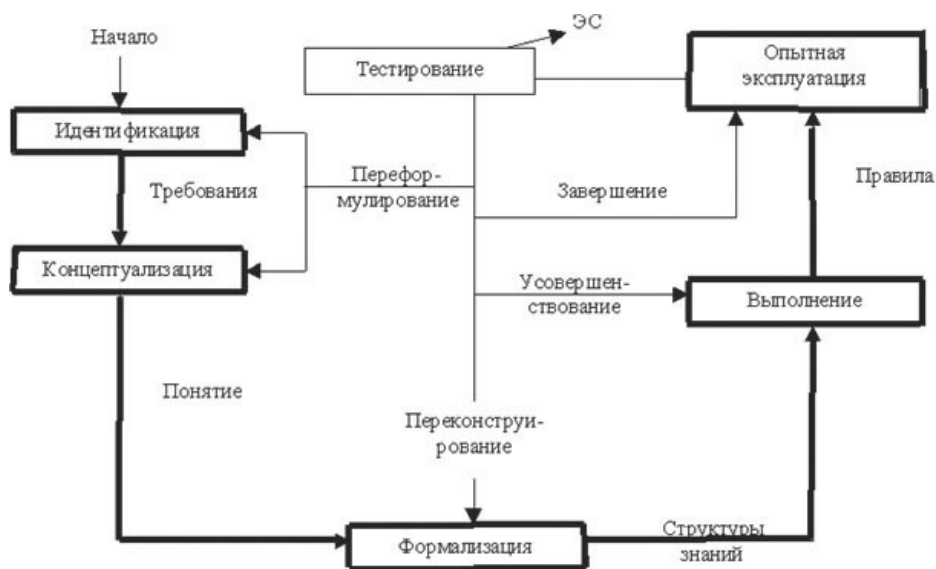 ЭС
Начало
Тестирование
Опытная
эксплуатация
Идентификация
Требования
Перефор-
мулирование
Завершение
Правила
Концептуализация
Усовершен-
ствование
Выполнение
Понятие
Переконструи-
рование
Формализация
Структуры
знаний